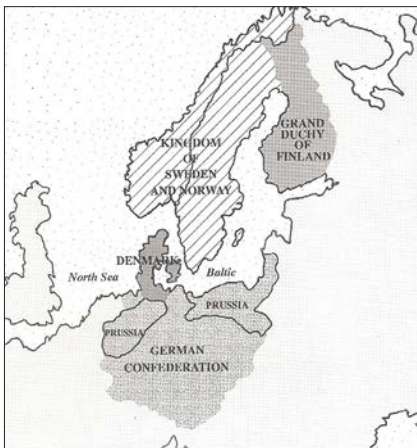 GRAND
DUCHY
OF
FINLAND
KINGDOM
OF
SWEDEN
AND NORWAY
DENMARK
North Sea
Baltic
PRUSSIA
PRUSSIA
GERMAN
CONFEDERATION